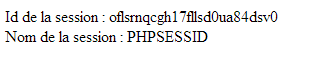 Id de la session : oflsrnqcgh17fllsd0ua84dsv0
Nom de la session : PHPSESSID